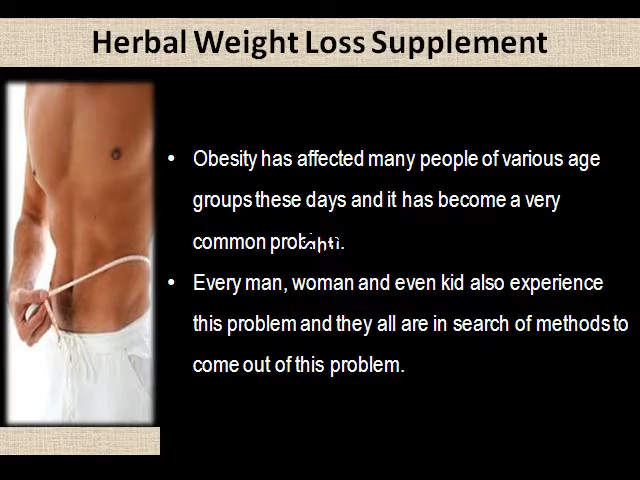 Herbal Weight Loss Supplement
• Obesity has affected many people of various age
groups these days and it has become a very
common
• Every man, woman and even kid also experience
this problem and they all are in search of methods to
come out of this problem.